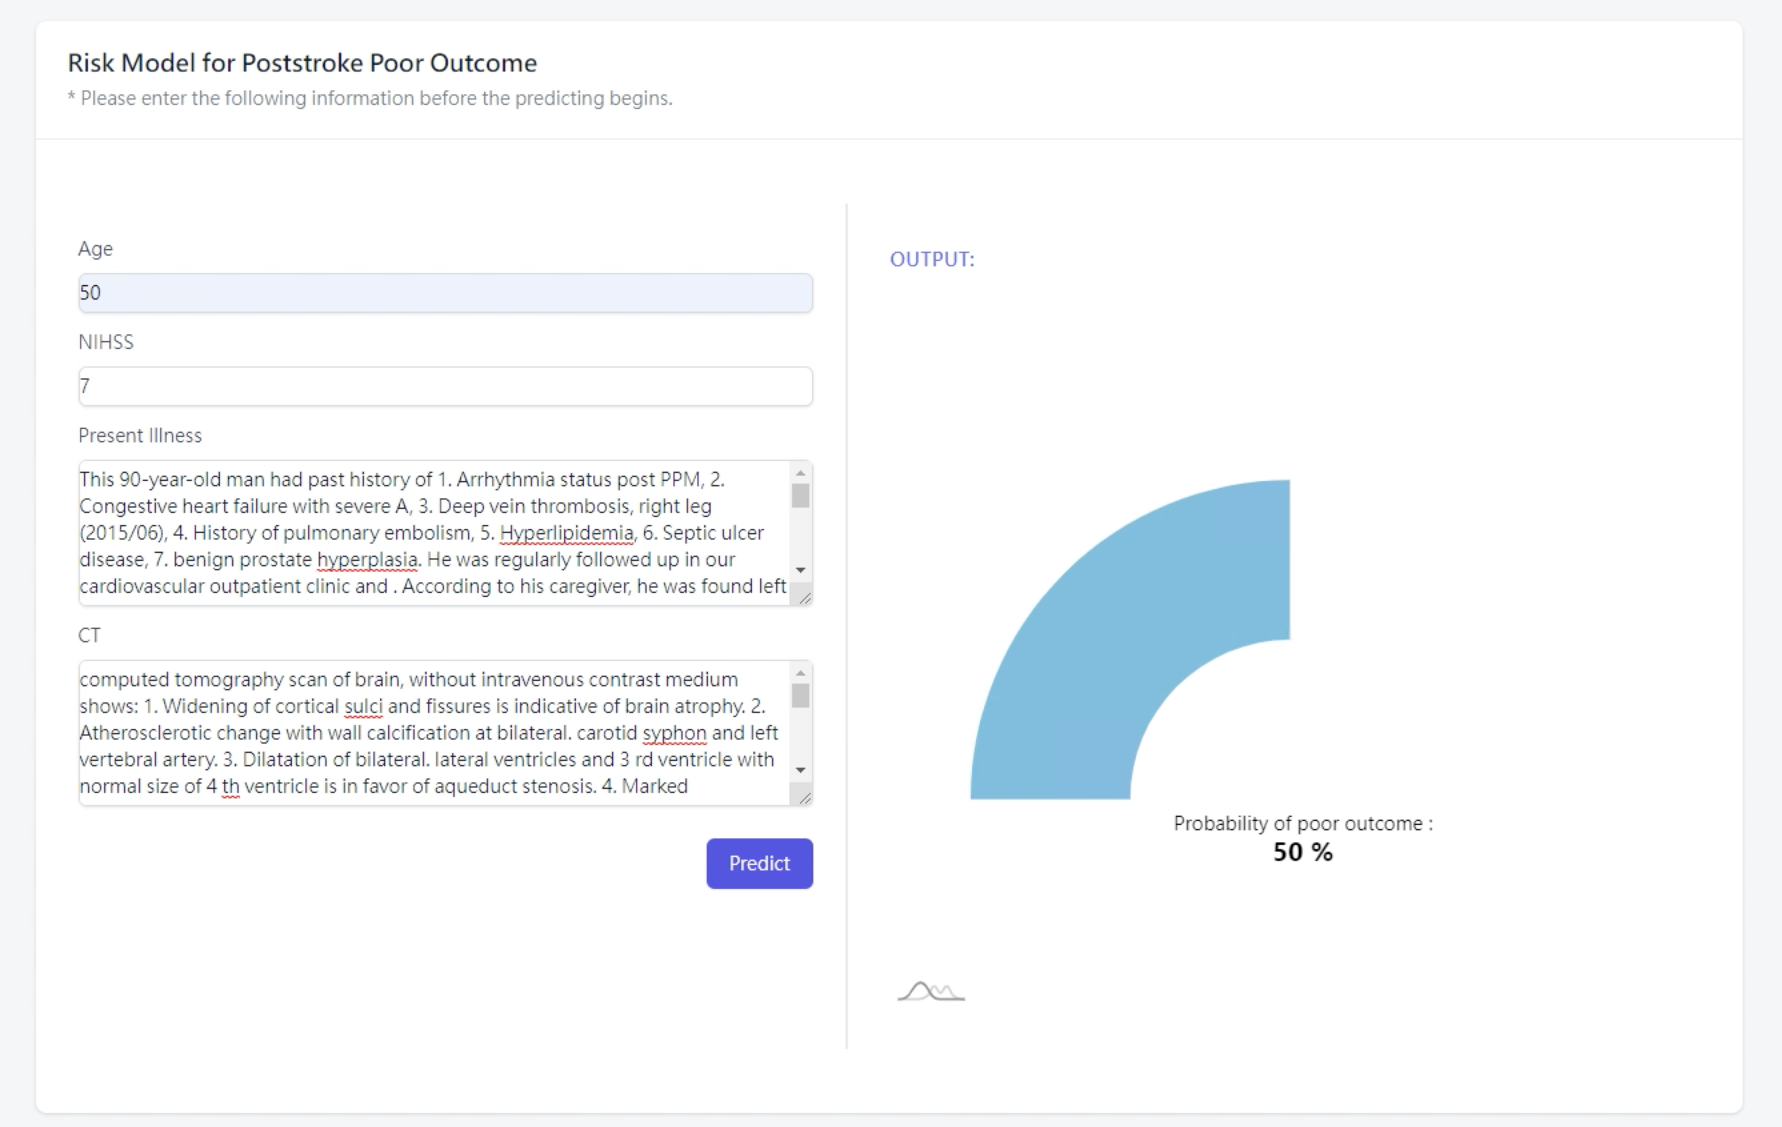 Risk Model for Poststroke Poor Outcome
* Please enter the following information before the predicting begins.
Age
50
NIHSS
7
Present Illness
This 90-year-old man had past history of 1. Arrhythmia status post PPM, 2.
Congestive heart failure with severe A, 3. Deep vein thrombosis, right leg
(2015/06), 4. History of pulmonary embolism, 5. Hyperlipidemia, 6. Septic ulcer
disease, 7. benign prostate hyperplasia. He was regularly followed up in our
cardiovascular outpatient clinic and . According to his caregiver, he was found left
CT
computed tomography scan of brain, without intravenous contrast medium
shows: 1. Widening of cortical sulci and fissures is indicative of brain atrophy. 2.
Atherosclerotic change with wall calcification at bilateral. carotid syphon and left
vertebral artery. 3. Dilatation of bilateral. lateral ventricles and 3 rd ventricle with
normal size of 4 th ventricle is in favor of aqueduct stenosis. 4. Marked
Predict
OUTPUT:
Probability of poor outcome :
50 %